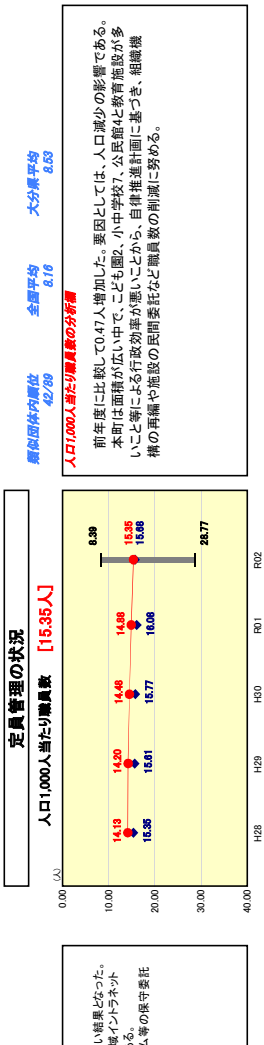 定員管理の状況
人口1,000人当たり職員数 [15.35人]
類似団体内順位 全国平均 大分県平均
42/89 8.16 8.53
人口1,000人当たり職員数の分析欄
前年度に比較して0.47人増加した。要因としては、人口減少の影響である。
本町は面積が広い中で、こども園2、小中学校7、公民館4と教育施設が多
いこと等による行政効率が悪いことから、自律推進計画に基づき、組織機
構の再編や施設の民間委託など職員数の削減に努める。
(人)
0.00
10.00
20.00
30.00
40.00
14.13 14.20 14.48 14.88 15.35
15.35 15.61 15.77 16.08 15.68
8.39
28.77
H28 H29 H30 R01 R02
い結果となった。
域イントラネット
ある。
ム等の保守委託